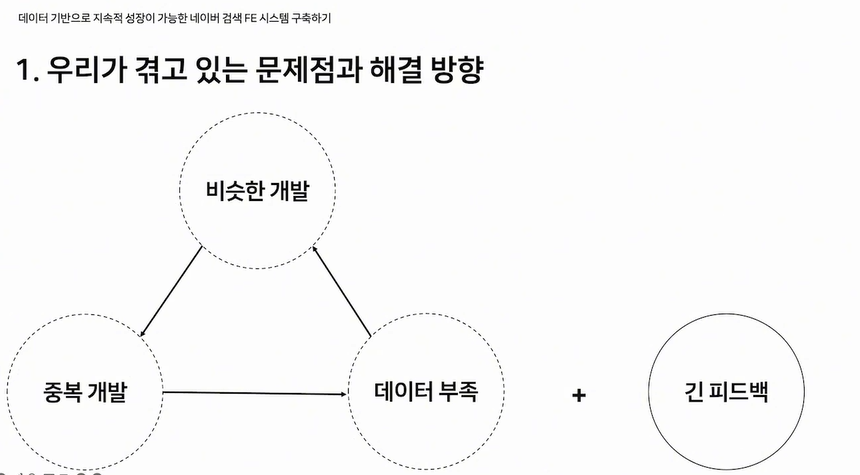 데이터 기반으로 지속적 성장이 가능한 네이버 검색 FE 시스템 구축하기
1. 우리가 겪고 있는 문제점과 해결 방향
비슷한 개발
중복 개발
데이터 부족
+
긴 피드백